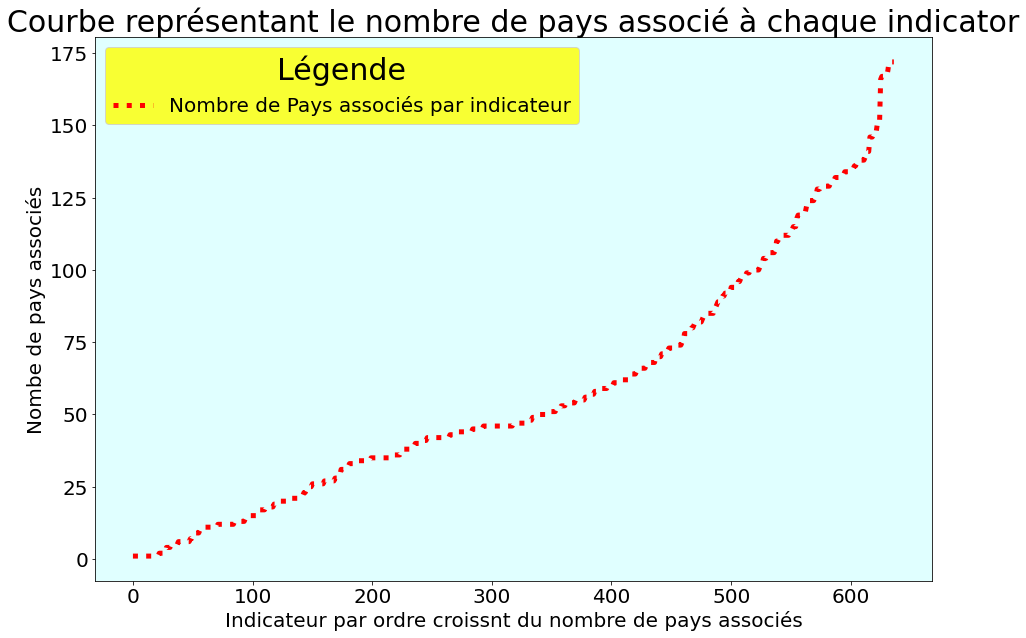 Courbe représentant le nombre de pays associé à chaque indicator
Légende
Nombre de Pays associés par indicateur
Nombe de pays associés
175
150
125
100
75
50
25
0
0 100 200 300 400 500 600
Indicateur par ordre croissnt du nombre de pays associés